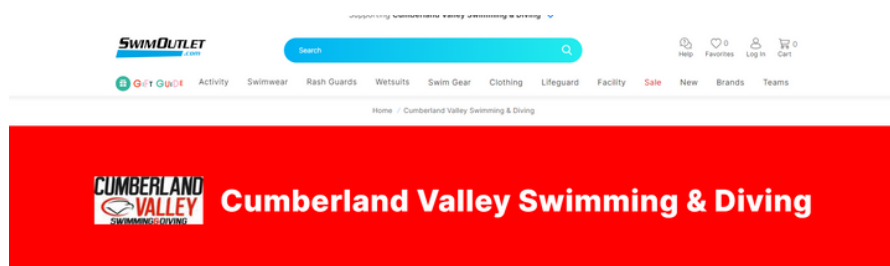 Supporting Cumberland Valley Swimming & Diving
SWIMOUTLET
.com
Search
Help
0
Favorites
Log In
0
Cart
GIFT GUIDE
Activity
Swimwear
Rash Guards
Wetsuits
Swim Gear
Clothing
Lifeguard
Facility
Sale
New
Brands
Teams
Home / Cumberland Valley Swimming & Diving
CUMBERLAND
VALLEY
SWIMMING&DIVING
Cumberland Valley Swimming & Diving